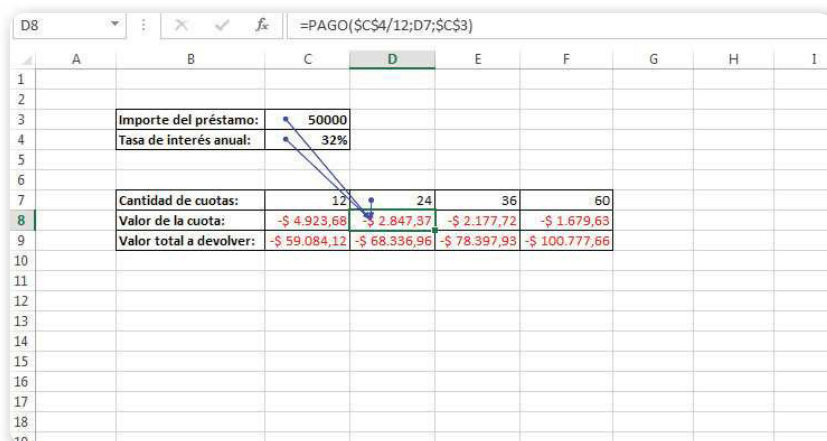 D8 fx =PAGO($C$4/12;D7;$C$3)
A B C D E F G H I
1
2
3 Importe del préstamo: 50000
4 Tasa de interés anual: 32%
5
6
7 Cantidad de cuotas: 12 24 36 60
8 Valor de la cuota: -$ 4.923,68 -$ 2.847,37 -$ 2.177,72 -$ 1.679,63
9 Valor total a devolver: -$ 59.084,12 -$ 68.336,96 -$ 78.397,93 -$ 100.777,66
10
11
12
13
14
15
16
17
18
19